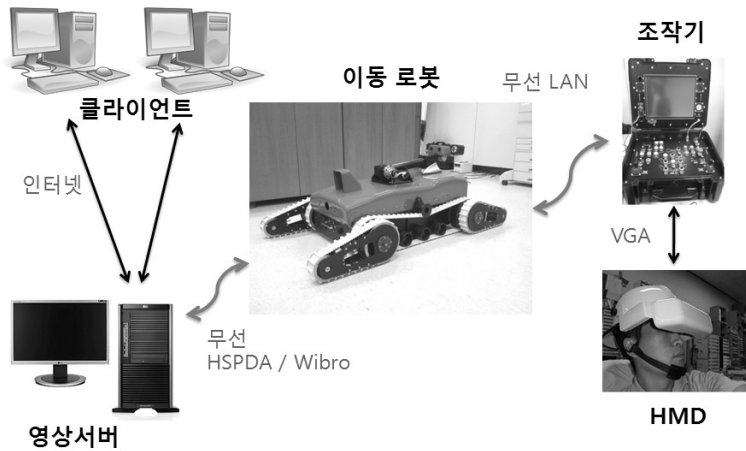 조작기
이동 로봇
무선 LAN
클라이언트
인터넷
VGA
무선
HSPDA / Wibro
HMD
영상서버